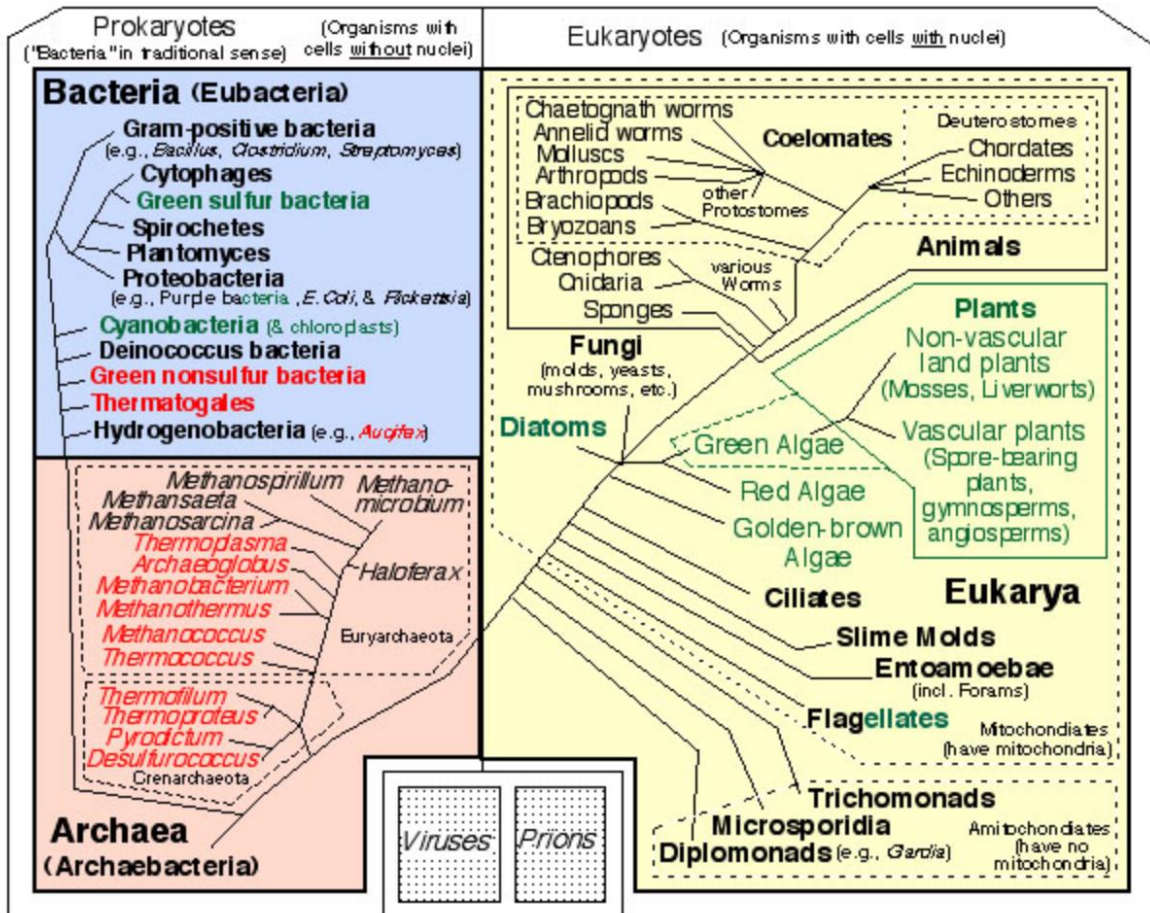 Prokaryotes
("Bacteria" in traditional sense)
(Organisms with
cells without nuclei)
Eukaryotes (Organisms with cells with nuclei)
Bacteria (Eubacteria)
Gram-positive bacteria
(e.g., Bacillus, Clostridium, Streptomyces)
Cytophages
Green sulfur bacteria
Spirochetes
Plantomyces
Proteobacteria
(e.g., Purple bacteria, E. Coli, & Rickettsia)
Cyanobacteria (& chloroplasts)
Deinococcus bacteria
Green nonsulfur bacteria
Thermatogales
Hydrogenobacteria (e.g., Aucifex)
Methanospirillum
Methano-
microbium
Methansaeta
Methanosarcina
Thermoplasma
Archaeoglobus
Haloferax
Methanobacterium
Methanothermus
Methanococcus
Euryarchaeota
Thermococcus
Thermofilum
Thermoproteus
Pyrodictum
Desulfurococcus
Crenarchaeota
Archaea
(Archaebacteria)
Viruses
Prions
Chaetognath worms
Annelid worms
Molluscs
Arthropods
Brachiopods
Bryozoans
other
Protostomes
Coelomates
Deuterostomes
Chordates
Echinoderms
Others
Animals
Ctenophores
Cnidaria
Sponges
various
Worms
Fungi
(molds, yeasts,
mushrooms, etc.)
Plants
Non-vascular
land plants
(Mosses, Liverworts)
Diatoms
Green Algae
Vascular plants
(Spore-bearing
plants,
gymnosperms,
angiosperms)
Red Algae
Golden-brown
Algae
Ciliates
Eukarya
Slime Molds
Entoamoebae
(incl. Forams)
Flagellates
Mitochondiates
(have mitochondria)
Trichomonads
Microsporidia
Diplomonads (e.g., Giardia)
Amitochondiates
(have no
mitochondria)